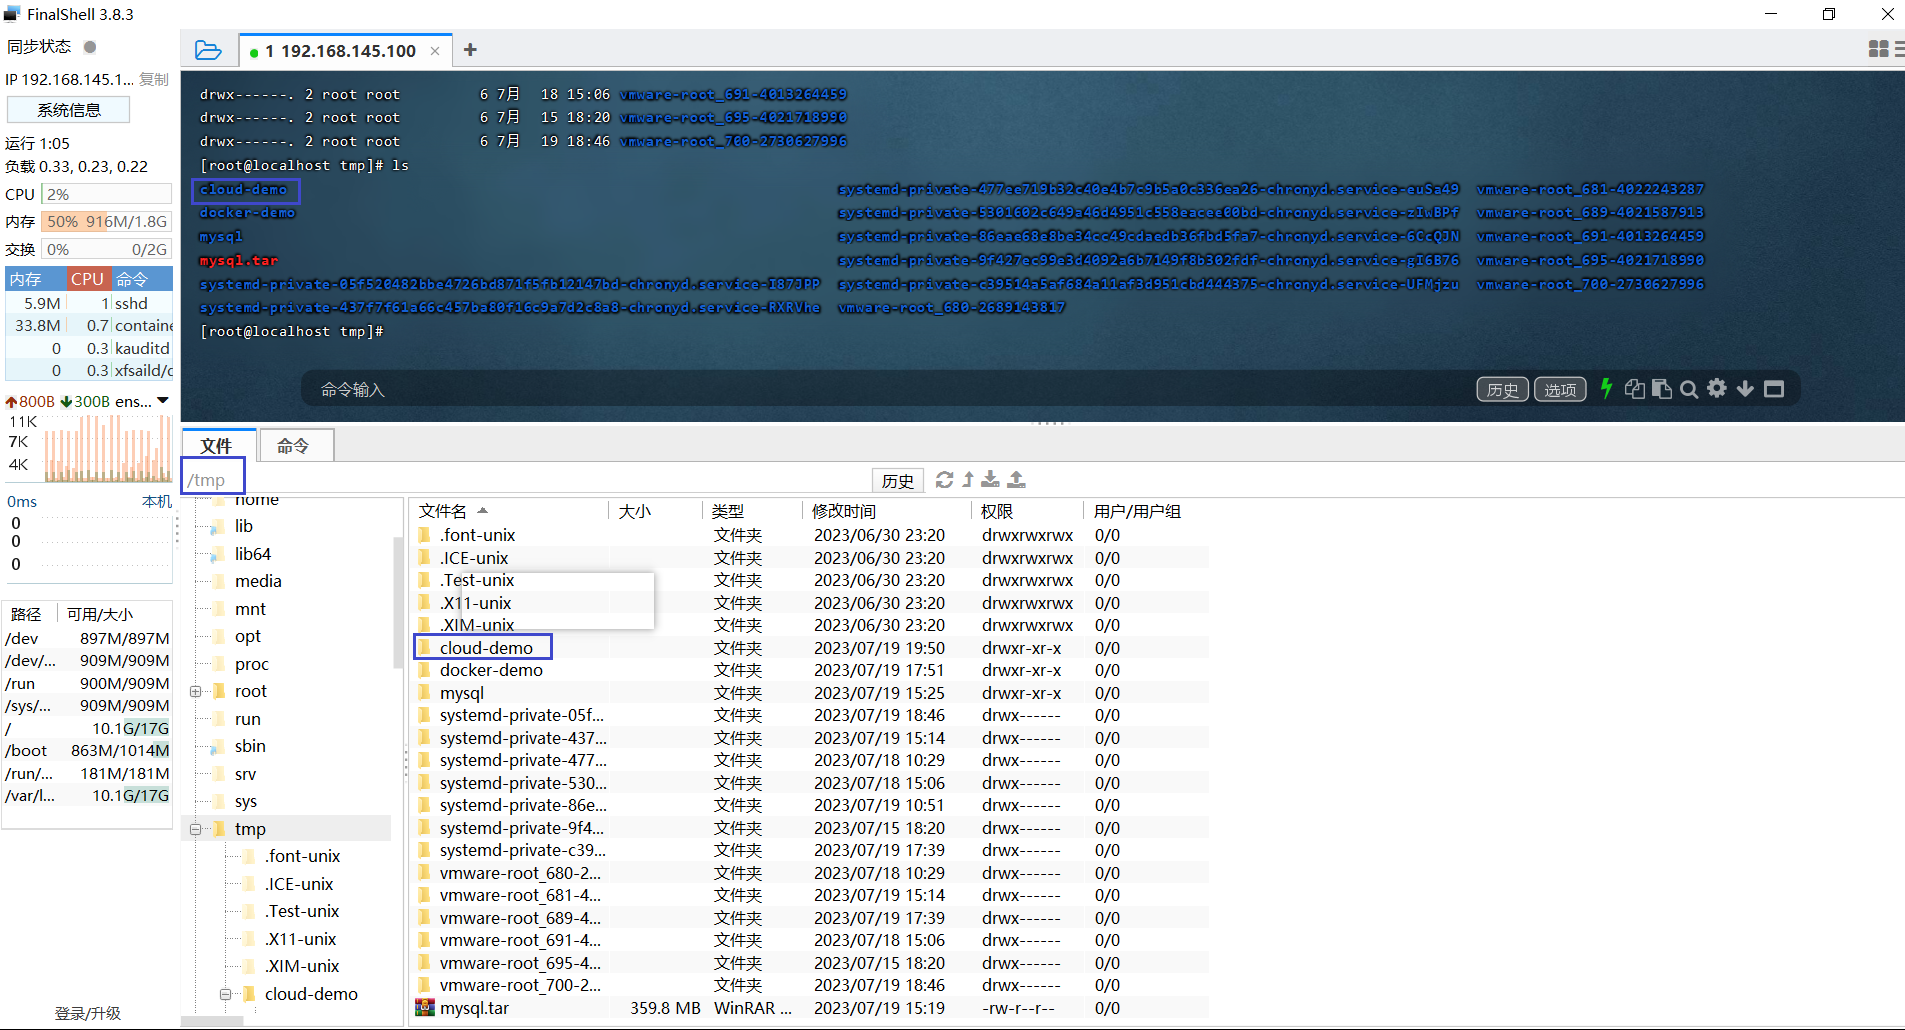 FinalShell 3.8.3
同步状态
IP 192.168.145.1... 复制
系统信息
运行 1:05
负载 0.33, 0.23, 0.22
CPU 2%
内存 50% 916M/1.8G
交换 0% 0/2G
内存 CPU 命令
5.9M 1 sshd
33.8M 0.7 containe
0 0.3 kauditd
0 0.3 xfsaild/c
800B 300B ens...
11K
7K
4K
0ms 本机
0
0
0
路径 可用/大小
/dev 897M/897M
/dev/... 909M/909M
/run 900M/909M
/sys/... 909M/909M
/ 10.1G/17G
/boot 863M/1014M
/run/... 181M/181M
/var/l... 10.1G/17G
登录/升级
1 192.168.145.100 × +
drwx------. 2 root root 6 7月 18 15:06 vmware-root_691-4013264459
drwx------. 2 root root 6 7月 15 18:20 vmware-root_695-4021718990
drwx------. 2 root root 6 7月 19 18:46 vmware-root_700-2730627996
[root@localhost tmp]# ls
cloud-demo systemd-private-477ee719b32c40e4b7c9b5a0c336ea26-chronyd.service-euSa49 vmware-root_681-4022243287
docker-demo systemd-private-5301602c649a46d4951c558eacee00bd-chronyd.service-zIwBPf vmware-root_689-4021587913
mysql systemd-private-86eae68e8be34cc49cdaedb36fbd5fa7-chronyd.service-6CcQJN vmware-root_691-4013264459
mysql.tar systemd-private-9f427ec99e3d4092a6b7149f8b302fdf-chronyd.service-gI6B76 vmware-root_695-4021718990
systemd-private-05f520482bbe4726bd871f5fb12147bd-chronyd.service-I87JPP systemd-private-c39514a5af684a11af3d951cbd444375-chronyd.service-UFMjzu vmware-root_700-2730627996
systemd-private-437f7f61a66c457ba80f16c9a7d2c8a8-chronyd.service-RXRVhe vmware-root_680-2689143817
[root@localhost tmp]#
命令输入 历史 选项
文件 命令
/tmp 历史
home
lib
lib64
media
mnt
opt
proc
root
run
sbin
srv
sys
tmp
.font-unix
.ICE-unix
.Test-unix
.X11-unix
.XIM-unix
cloud-demo
文件名 大小 类型 修改时间 权限 用户/用户组
.font-unix 文件夹 2023/06/30 23:20 drwxrwxrwx 0/0
.ICE-unix 文件夹 2023/06/30 23:20 drwxrwxrwx 0/0
.Test-unix 文件夹 2023/06/30 23:20 drwxrwxrwx 0/0
.X11-unix 文件夹 2023/06/30 23:20 drwxrwxrwx 0/0
.XIM-unix 文件夹 2023/06/30 23:20 drwxrwxrwx 0/0
cloud-demo 文件夹 2023/07/19 19:50 drwxr-xr-x 0/0
docker-demo 文件夹 2023/07/19 17:51 drwxr-xr-x 0/0
mysql 文件夹 2023/07/19 15:25 drwxr-xr-x 0/0
systemd-private-05f... 文件夹 2023/07/19 18:46 drwx------ 0/0
systemd-private-437... 文件夹 2023/07/19 15:14 drwx------ 0/0
systemd-private-477... 文件夹 2023/07/18 10:29 drwx------ 0/0
systemd-private-530... 文件夹 2023/07/18 15:06 drwx------ 0/0
systemd-private-86e... 文件夹 2023/07/19 10:51 drwx------ 0/0
systemd-private-9f4... 文件夹 2023/07/15 18:20 drwx------ 0/0
systemd-private-c39... 文件夹 2023/07/19 17:39 drwx------ 0/0
vmware-root_680-2... 文件夹 2023/07/18 10:29 drwx------ 0/0
vmware-root_681-4... 文件夹 2023/07/19 15:14 drwx------ 0/0
vmware-root_689-4... 文件夹 2023/07/19 17:39 drwx------ 0/0
vmware-root_691-4... 文件夹 2023/07/18 15:06 drwx------ 0/0
vmware-root_695-4... 文件夹 2023/07/15 18:20 drwx------ 0/0
vmware-root_700-2... 文件夹 2023/07/19 18:46 drwx------ 0/0
mysql.tar 359.8 MB WinRAR ... 2023/07/19 15:19 -rw-r--r-- 0/0